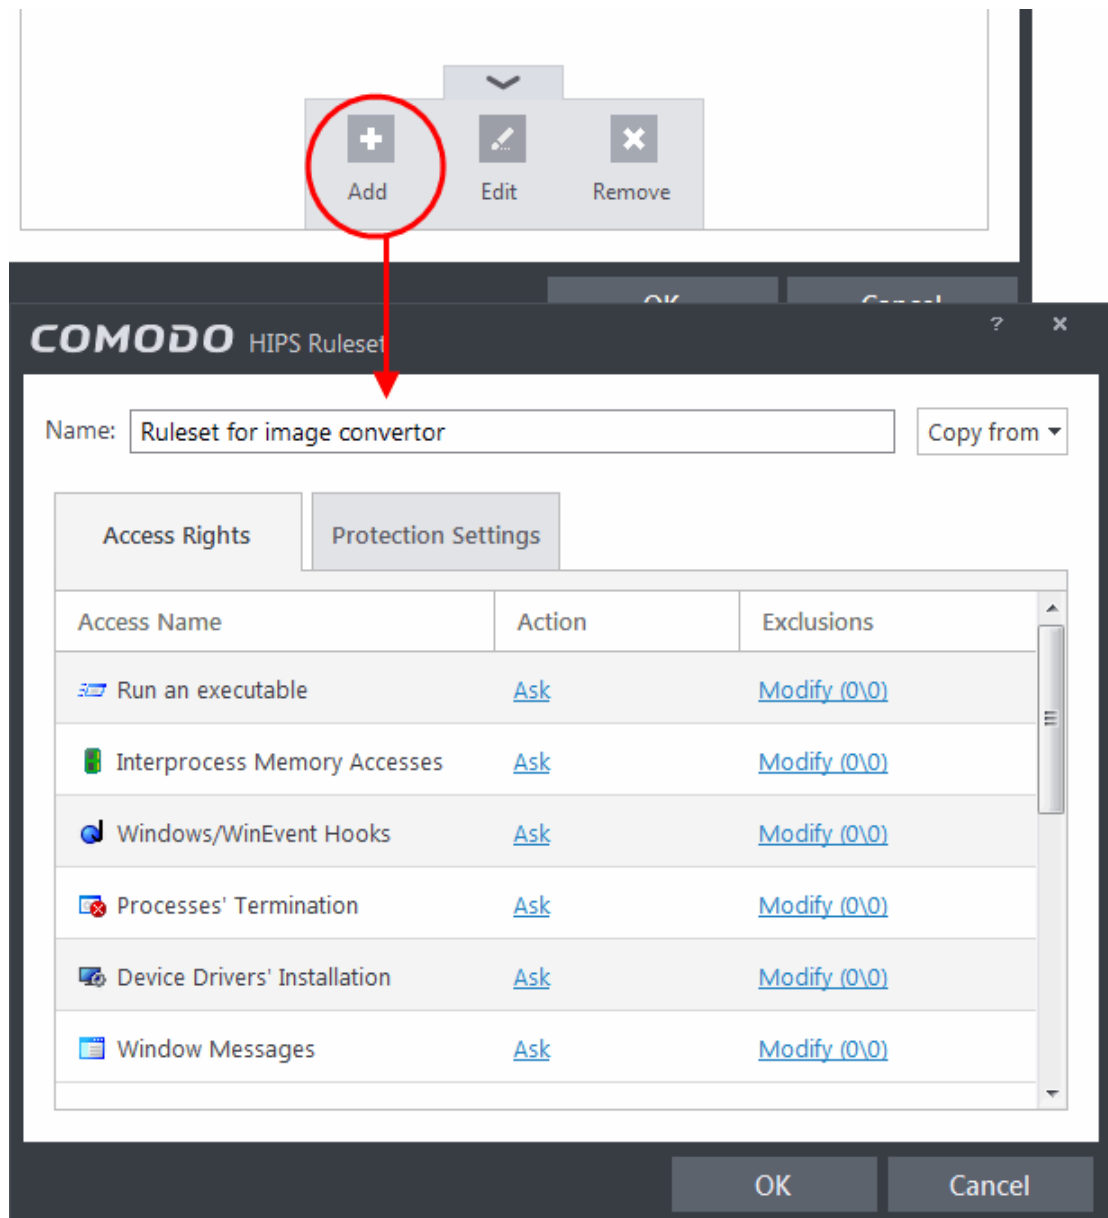 Add Edit Remove
OK Cancel
COMODO HIPS Ruleset ?
Name: Ruleset for image convertor Copy from
Access Rights Protection Settings
Access Name Action Exclusions
Run an executable Ask Modify (0\0)
Interprocess Memory Accesses Ask Modify (0\0)
Windows/WinEvent Hooks Ask Modify (0\0)
Processes' Termination Ask Modify (0\0)
Device Drivers' Installation Ask Modify (0\0)
Window Messages Ask Modify (0\0)
OK Cancel